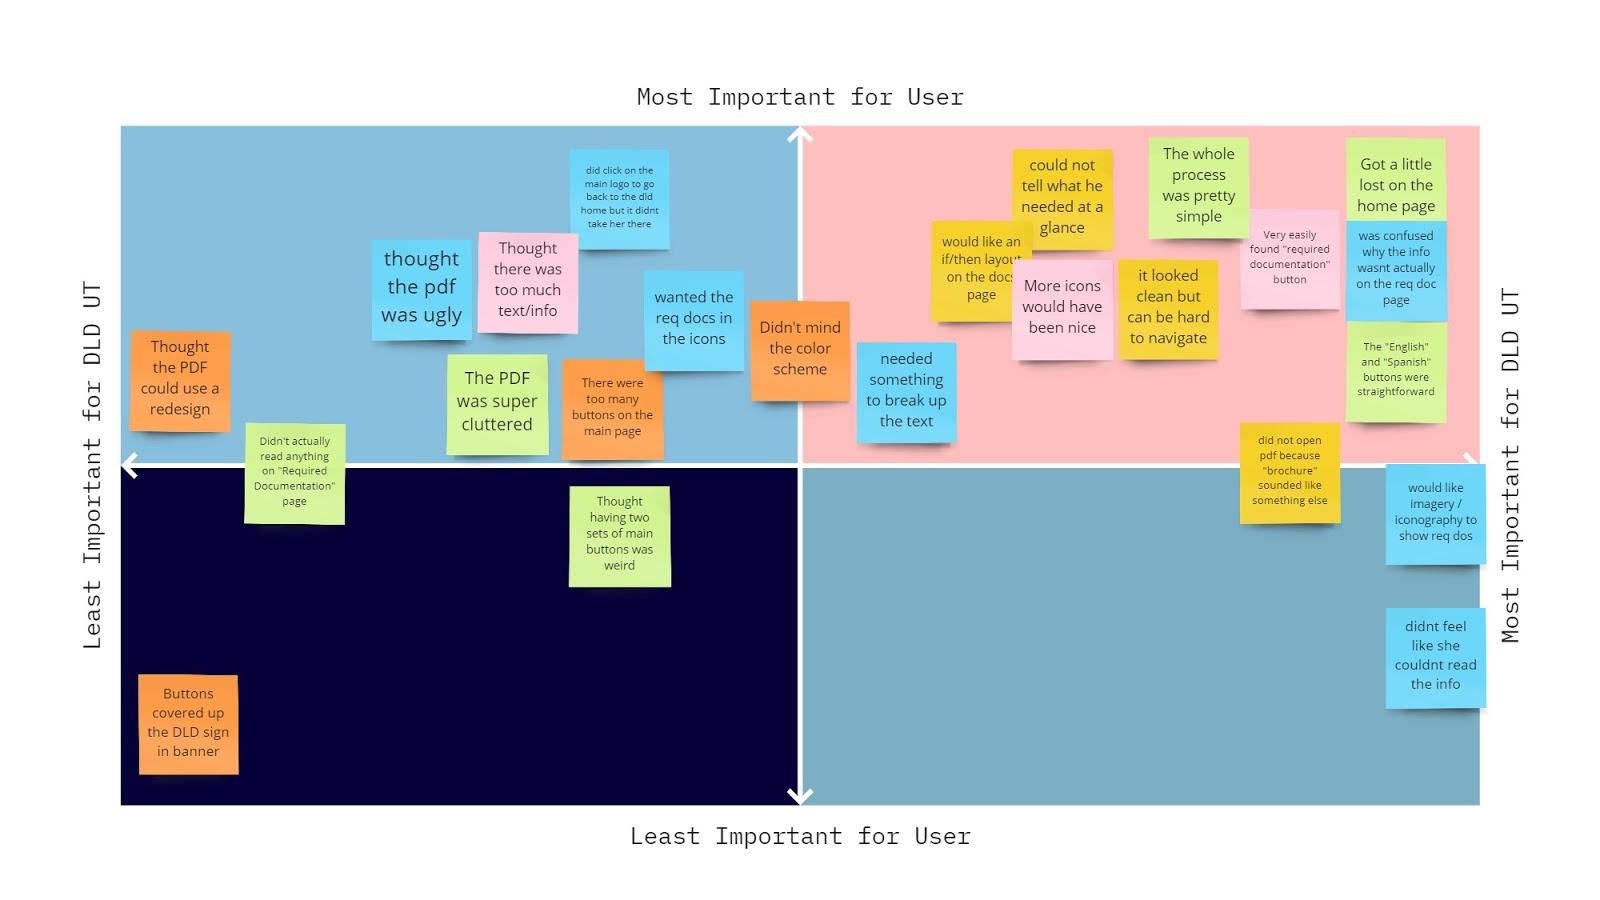 Most Important for User
Least Important for DLD UT
Most Important for DLD UT
did click on the
main logo to go
back to the dld
home but it didnt
take her there
thought
the pdf
was ugly
Thought
there was
too much
text/info
wanted the
req docs in
the icons
Thought
the PDF
could use a
redesign
The PDF
was super
cluttered
There were
too many
buttons on the
main page
Didn't mind
the color
scheme
Didn't actually
read anything
on "Required
Documentation"
page
could not
tell what he
needed at a
glance
The whole
process
was pretty
simple
Got a little
lost on the
home page
would like an
if/then layout
on the docs
page
Very easily
found "required
documentation"
button
was confused
why the info
wasnt actually
on the req doc
page
More icons
would have
been nice
it looked
clean but
can be hard
to navigate
needed
something
to break up
the text
The "English"
and "Spanish"
buttons were
straightforward
did not open
pdf because
"brochure"
sounded like
something else
would like
imagery /
iconography to
show req dos
Thought
having two
sets of main
buttons was
weird
didnt feel
like she
couldnt read
the info
Buttons
covered up
the DLD sign
in banner
Least Important for User